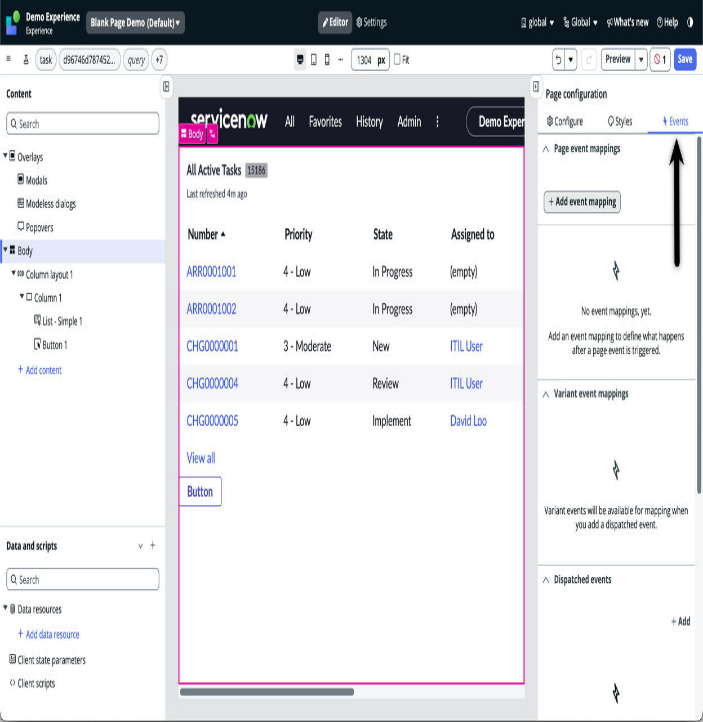 Demo Experience
Experience
Blank Page Demo (Default) ▾
Editor
Settings
global ▾
Global ▾
What's new
Help
task
d96746d787452...
query
+7
1304 px
Fit
Preview
1
Save
Content
Search
Overlays
Modals
Modeless dialogs
Popovers
Body
Column layout 1
Column 1
List - Simple 1
Button 1
+ Add content
Data and scripts
Search
Data resources
+ Add data resource
Client state parameters
Client scripts
servicenow
All
Favorites
History
Admin
Demo Exper
Body
All Active Tasks 15186
Last refreshed 4m ago
Number Priority State Assigned to
ARR0001001 4 - Low In Progress (empty)
ARR0001002 4 - Low In Progress (empty)
CHG0000001 3 - Moderate New ITIL User
CHG0000004 4 - Low Review ITIL User
CHG0000005 4 - Low Implement David Loo
View all
Button
Page configuration
Configure
Styles
Events
Page event mappings
+ Add event mapping
No event mappings, yet.
Add an event mapping to define what happens
after a page event is triggered.
Variant event mappings
Variant events will be available for mapping when
you add a dispatched event.
Dispatched events
+ Add